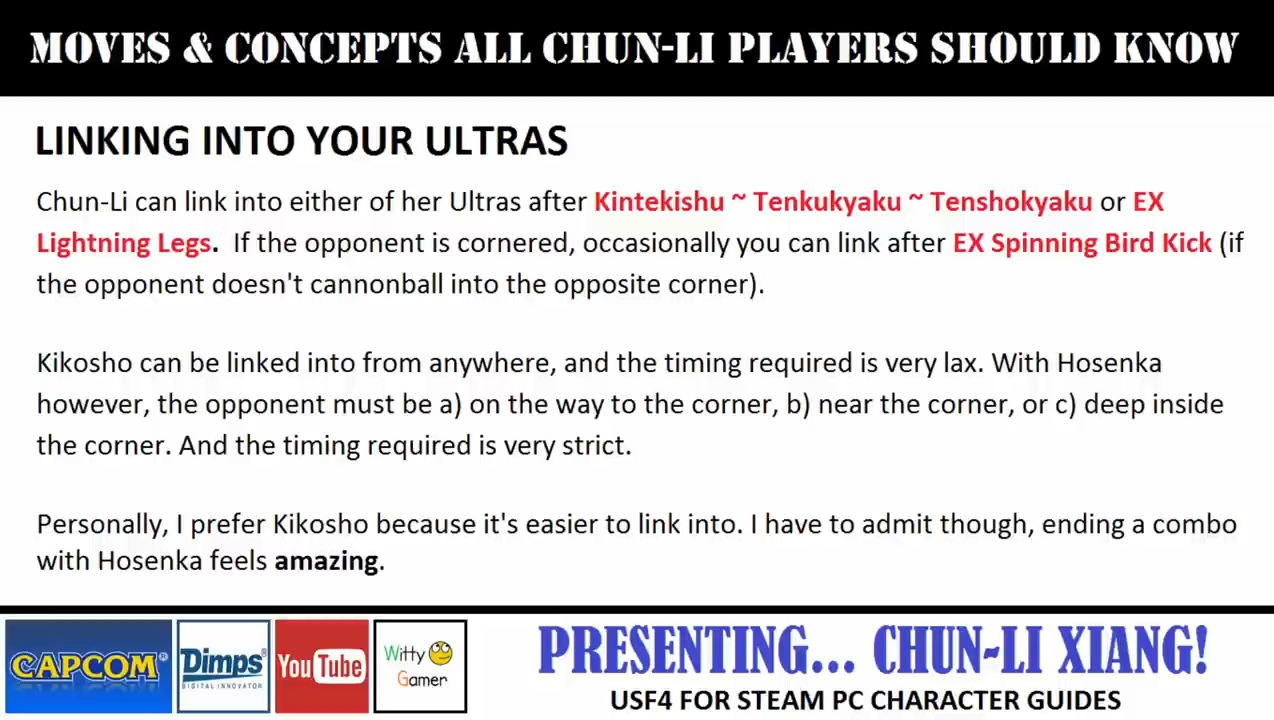 MOVES & CONCEPTS ALL CHUN-LI PLAYERS SHOULD KNOW
LINKING INTO YOUR ULTRAS
Chun-Li can link into either of her Ultras after Kintekishu ~ Tenkukyaku ~ Tenshokyaku or EX
Lightning Legs.  If the opponent is cornered, occasionally you can link after EX Spinning Bird Kick (if
the opponent doesn't cannonball into the opposite corner).
Kikosho can be linked into from anywhere, and the timing required is very lax. With Hosenka
however, the opponent must be a) on the way to the corner, b) near the corner, or c) deep inside
the corner. And the timing required is very strict.
Personally, I prefer Kikosho because it's easier to link into. I have to admit though, ending a combo
with Hosenka feels amazing.
CAPCOM®
Dimps®
DIGITAL INNOVATOR
YouTube
Witty
Gamer
PRESENTING... CHUN-LI XIANG!
USF4 FOR STEAM PC CHARACTER GUIDES